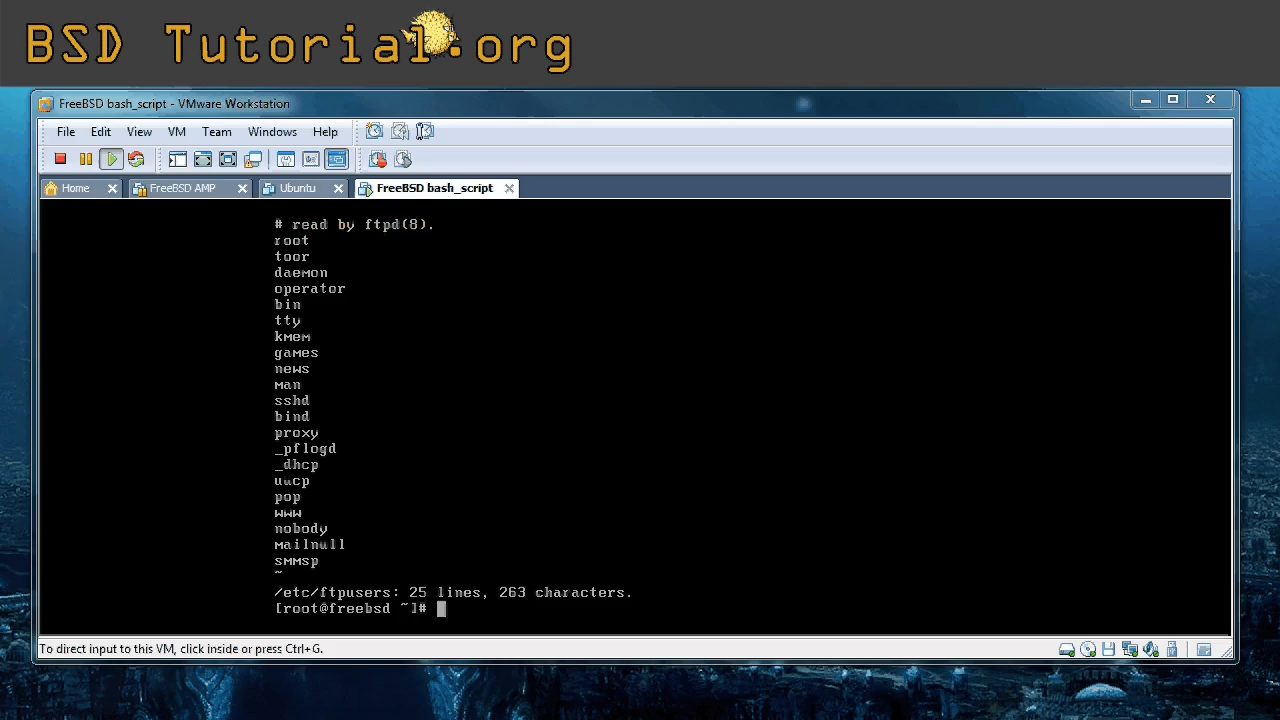 BSD Tutorial.org
FreeBSD bash_script - VMware Workstation
File Edit View VM Team Windows Help
Home FreeBSD AMP Ubuntu FreeBSD bash_script
# read by ftpd(8).
root
toor
daemon
operator
bin
tty
kmem
games
news
man
sshd
bind
proxy
_pflogd
_dhcp
uucp
pop
www
nobody
mailnull
smmsp
~
/etc/ftpusers: 25 lines, 263 characters.
[root@freebsd ~]#
To direct input to this VM, click inside or press Ctrl+G.